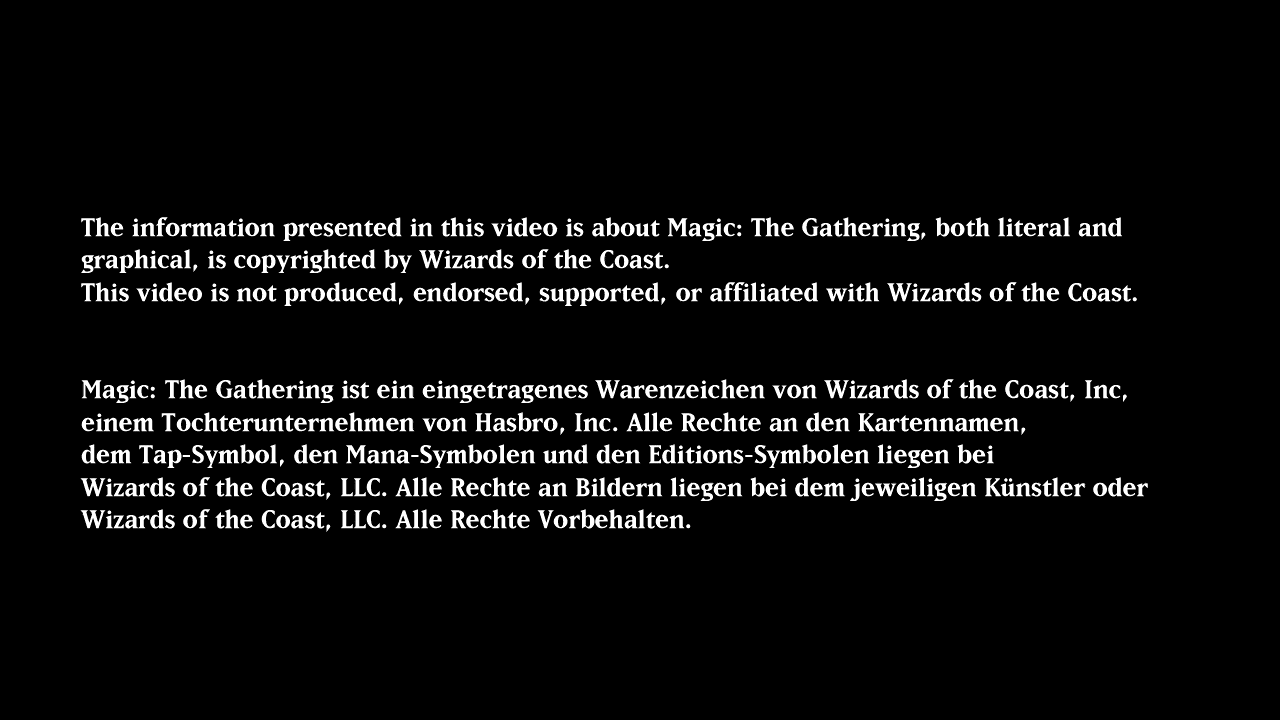 The information presented in this video is about Magic: The Gathering, both literal and
graphical, is copyrighted by Wizards of the Coast.
This video is not produced, endorsed, supported, or affiliated with Wizards of the Coast.
Magic: The Gathering ist ein eingetragenes Warenzeichen von Wizards of the Coast, Inc,
einem Tochterunternehmen von Hasbro, Inc. Alle Rechte an den Kartennamen,
dem Tap-Symbol, den Mana-Symbolen und den Editions-Symbolen liegen bei
Wizards of the Coast, LLC. Alle Rechte an Bildern liegen bei dem jeweiligen Künstler oder
Wizards of the Coast, LLC. Alle Rechte Vorbehalten.